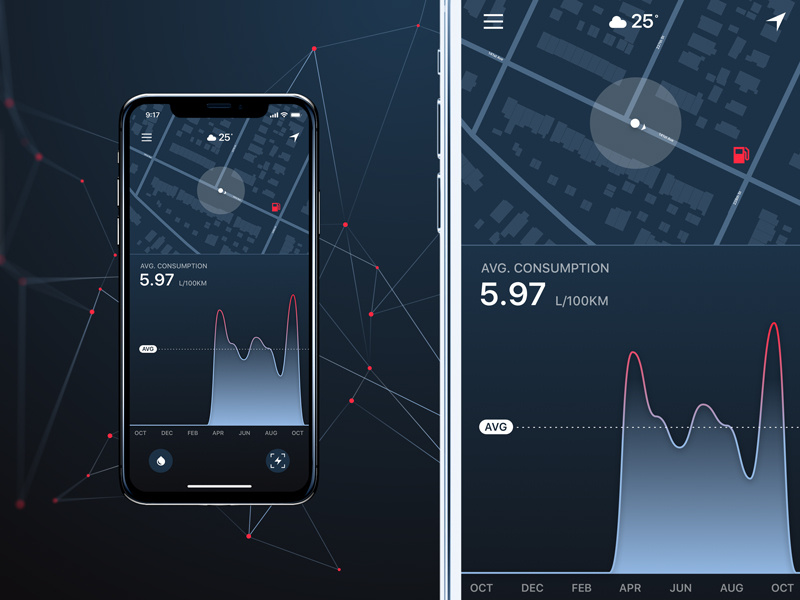 9:17
25°
AVG. CONSUMPTION
5.97 L/100KM
AVG
OCT DEC FEB APR JUN AUG OCT
25°
AVG. CONSUMPTION
5.97 L/100KM
AVG
OCT DEC FEB APR JUN AUG OCT